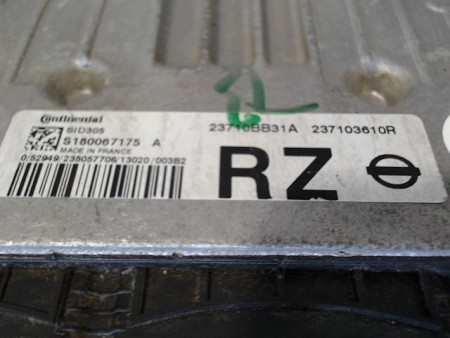 Continental
SID305
S180067175 A
MADE IN FRANCE
0/52949/235057706/13020/003B2
23710BB31A 237103610R
RZ